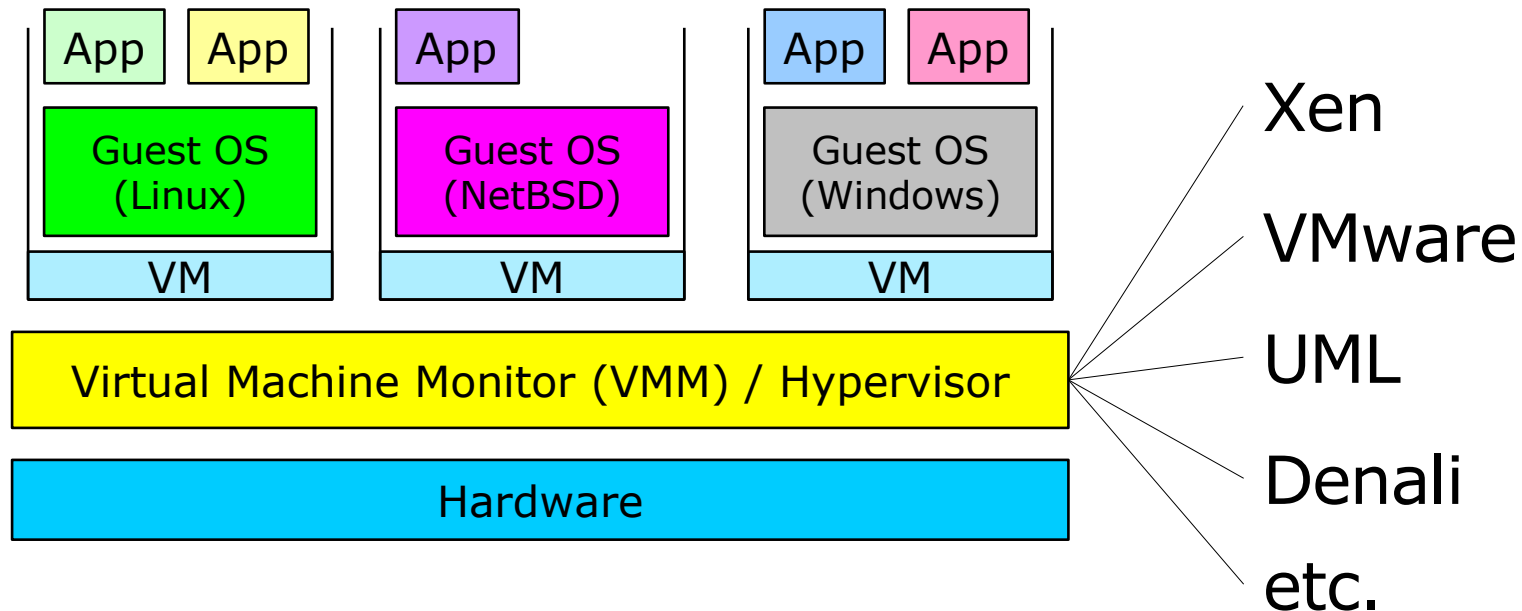 App App App App App
Guest OS Guest OS Guest OS
(Linux) (NetBSD) (Windows)
VM VM VM
Virtual Machine Monitor (VMM) / Hypervisor
Hardware
Xen
VMware
UML
Denali
etc.